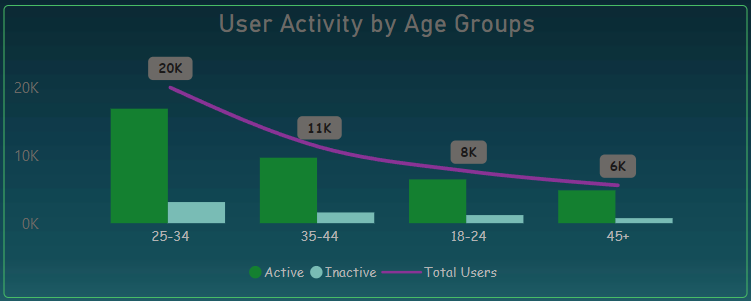 User Activity by Age Groups
20K
20K
11K
10K
8K
6K
0K
25-34 35-44 18-24 45+
Active Inactive Total Users